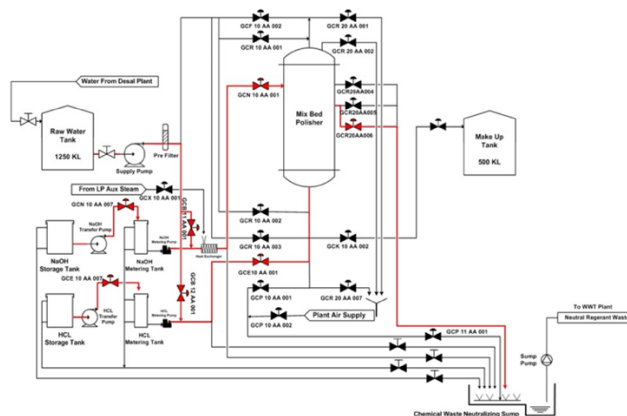 GCF 10 AA 002
GCR 20 AA 001
GCR 10 AA 001
GCR 20 AA 002
Water From Desal Plant
GCN 10 AA 001
GCR20AA004
GCR20AA005
GCR20AA006
Mix Bed
Polisher
Raw Water
Tank
1250 KL
Supply Pump
Pre Filter
Make Up
Tank
500 KL
From LP Aux Steam
GCX 10 AA 001
GCB 11 AA 001
GCN 10 AA 007
NaOH
Transfer Pump
NaOH
Metering Pump
Heat Exchanger
GCR 10 AA 002
GCR 10 AA 003
GCK 10 AA 002
GCE10 AA 001
NaOH
Storage Tank
NaOH
Metering Tank
GCE 10 AA 007
GCB 12 AA 001
HCL
Transfer Pump
HCL
Metering Pump
HCL
Storage Tank
HCL
Metering Tank
GCP 10 AA 001
GCR 20 AA 007
GCP 10 AA 002
Plant Air Supply
GCP 11 AA 001
To WWT Plant
Neutral Regerant Waste
Sump
Pump
Chemical Waste Neutralizing Sump